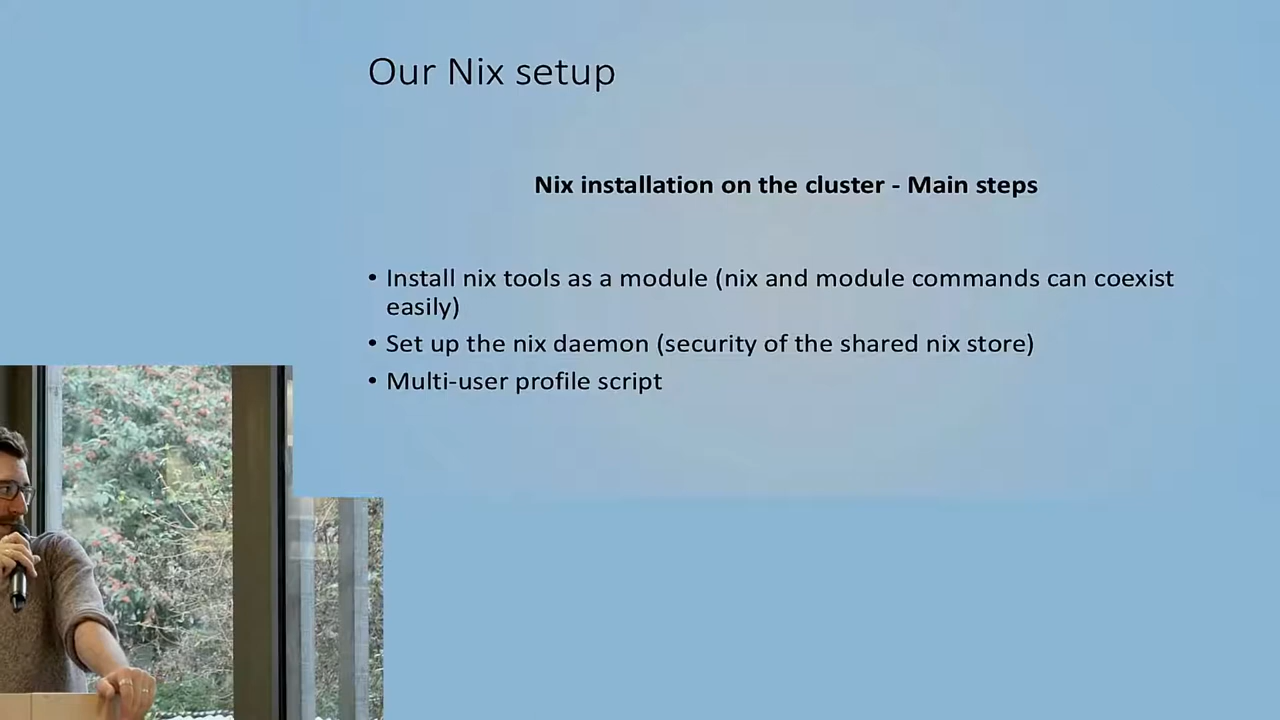 Our Nix setup
Nix installation on the cluster - Main steps
• Install nix tools as a module (nix and module commands can coexist
easily)
• Set up the nix daemon (security of the shared nix store)
• Multi-user profile script